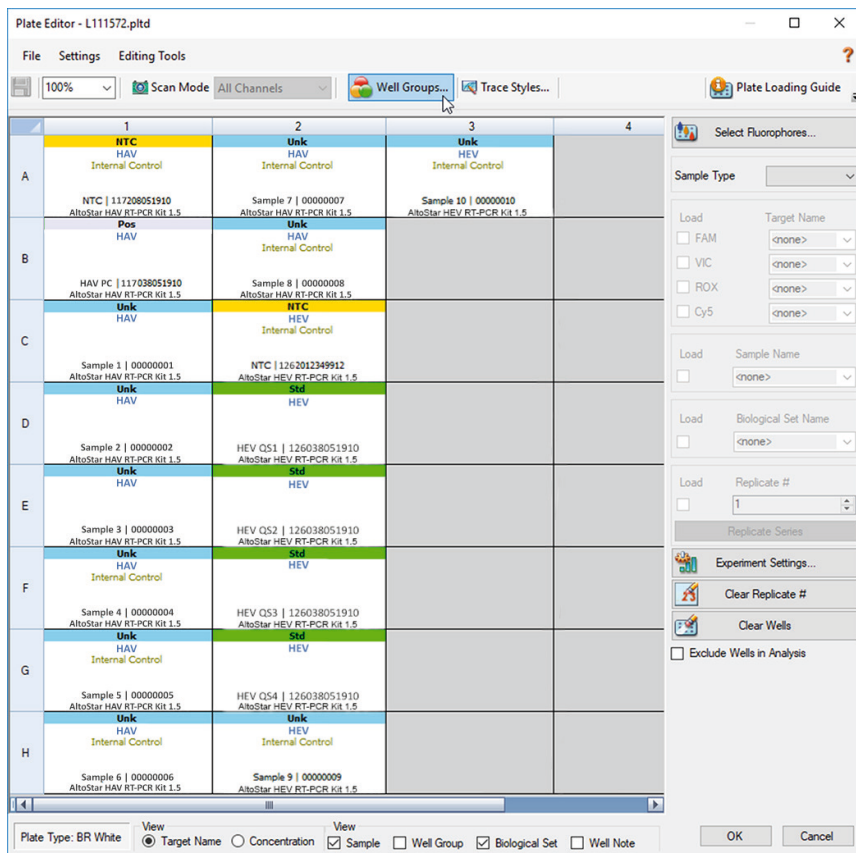 Plate Editor - L111572.pltd
File Settings Editing Tools ?
100% Scan Mode All Channels Well Groups... Trace Styles... Plate Loading Guide
1 2 3 4
A
NTC
HAV
Internal Control
NTC | 117208051910
AltoStar HAV RT-PCR Kit 1.5
Unk
HAV
Internal Control
Sample 7 | 00000007
AltoStar HAV RT-PCR Kit 1.5
Unk
HEV
Internal Control
Sample 10 | 00000010
AltoStar HEV RT-PCR Kit 1.5
B
Pos
HAV
HAV PC | 117038051910
AltoStar HAV RT-PCR Kit 1.5
Unk
HAV
Internal Control
Sample 8 | 00000008
AltoStar HAV RT-PCR Kit 1.5
C
Unk
HAV
Sample 1 | 00000001
AltoStar HAV RT-PCR Kit 1.5
NTC
HEV
Internal Control
NTC | 1262012349912
AltoStar HEV RT-PCR Kit 1.5
D
Unk
HAV
Sample 2 | 00000002
AltoStar HAV RT-PCR Kit 1.5
Std
HEV
HEV QS1 | 126038051910
AltoStar HEV RT-PCR Kit 1.5
E
Unk
HAV
Sample 3 | 00000003
AltoStar HAV RT-PCR Kit 1.5
Std
HEV
HEV QS2 | 126038051910
AltoStar HEV RT-PCR Kit 1.5
F
Unk
HAV
Internal Control
Sample 4 | 00000004
AltoStar HAV RT-PCR Kit 1.5
Std
HEV
HEV QS3 | 126038051910
AltoStar HEV RT-PCR Kit 1.5
G
Unk
HAV
Internal Control
Sample 5 | 00000005
AltoStar HAV RT-PCR Kit 1.5
Std
HEV
HEV QS4 | 126038051910
AltoStar HEV RT-PCR Kit 1.5
H
Unk
HAV
Internal Control
Sample 6 | 00000006
AltoStar HAV RT-PCR Kit 1.5
Unk
HEV
Internal Control
Sample 9 | 00000009
AltoStar HEV RT-PCR Kit 1.5
Select Fluorophores...
Sample Type
Load Target Name
FAM <none>
VIC <none>
ROX <none>
Cy5 <none>
Load Sample Name
<none>
Load Biological Set Name
<none>
Load Replicate #
1
Replicate Series
Experiment Settings...
Clear Replicate #
Clear Wells
Exclude Wells in Analysis
Plate Type: BR White
View
Target Name Concentration
View
Sample Well Group Biological Set Well Note
OK Cancel